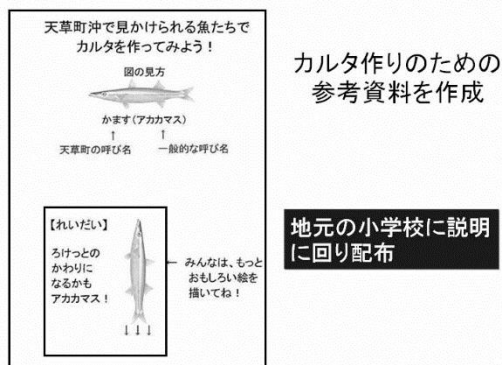 天草町沖で見かけられる魚たちで
カルタを作ってみよう！
図の見方
かます(アカカマス)
↑ ↑
天草町の呼び名 一般的な呼び名
【れいだい】
ろけっとの
かわりに
なるかも
アカカマス！
← みんなは、もっと
おもしろい絵を
描いてね！
↓ ↓ ↓
カルタ作りのための
参考資料を作成
地元の小学校に説明
に回り配布